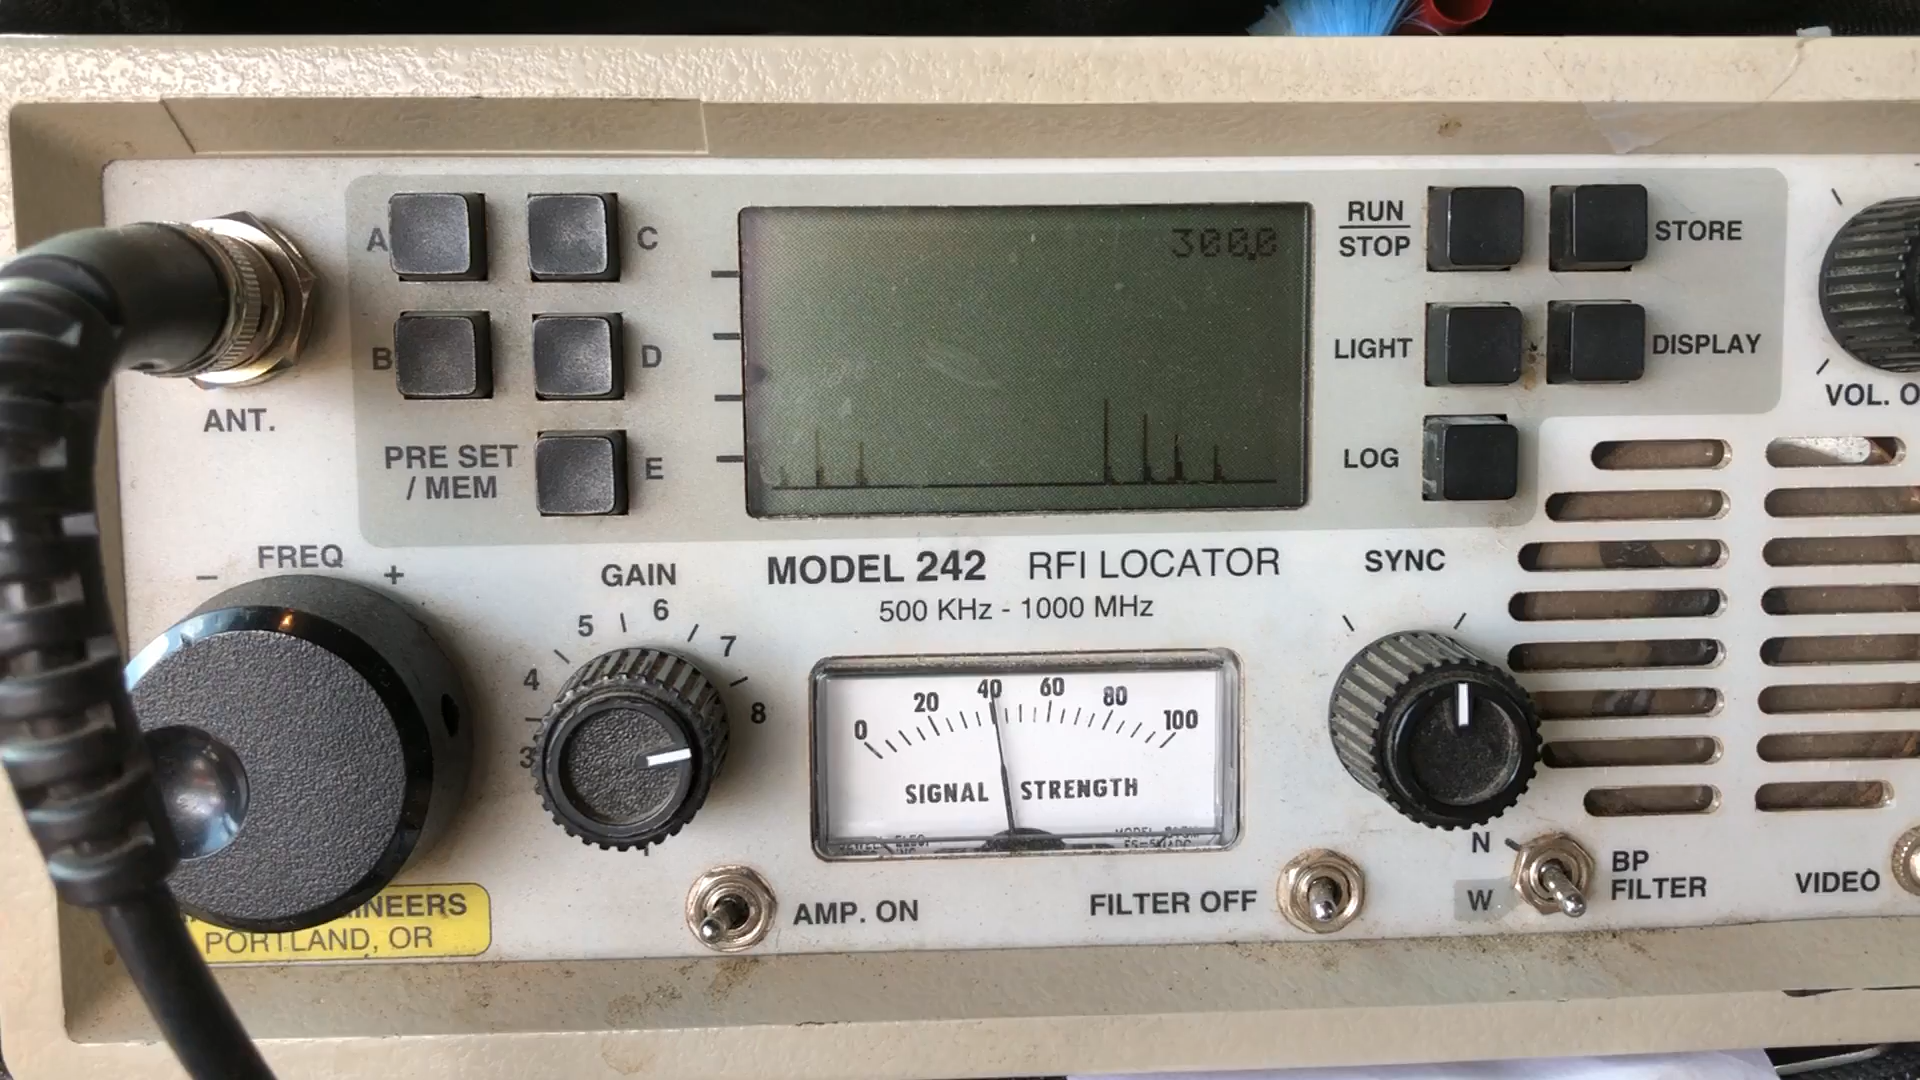 A
C
300.0
RUN
STOP
STORE
B
D
LIGHT
DISPLAY
ANT.
VOL.
PRE SET
/ MEM
E
LOG
- FREQ +
GAIN
MODEL 242 RFI LOCATOR
500 KHz - 1000 MHz
SYNC
3 4 5 6 7 8
0 20 40 60 80 100
SIGNAL STRENGTH
PORTLAND, OR
AMP. ON
FILTER OFF
N
W
BP
FILTER
VIDEO